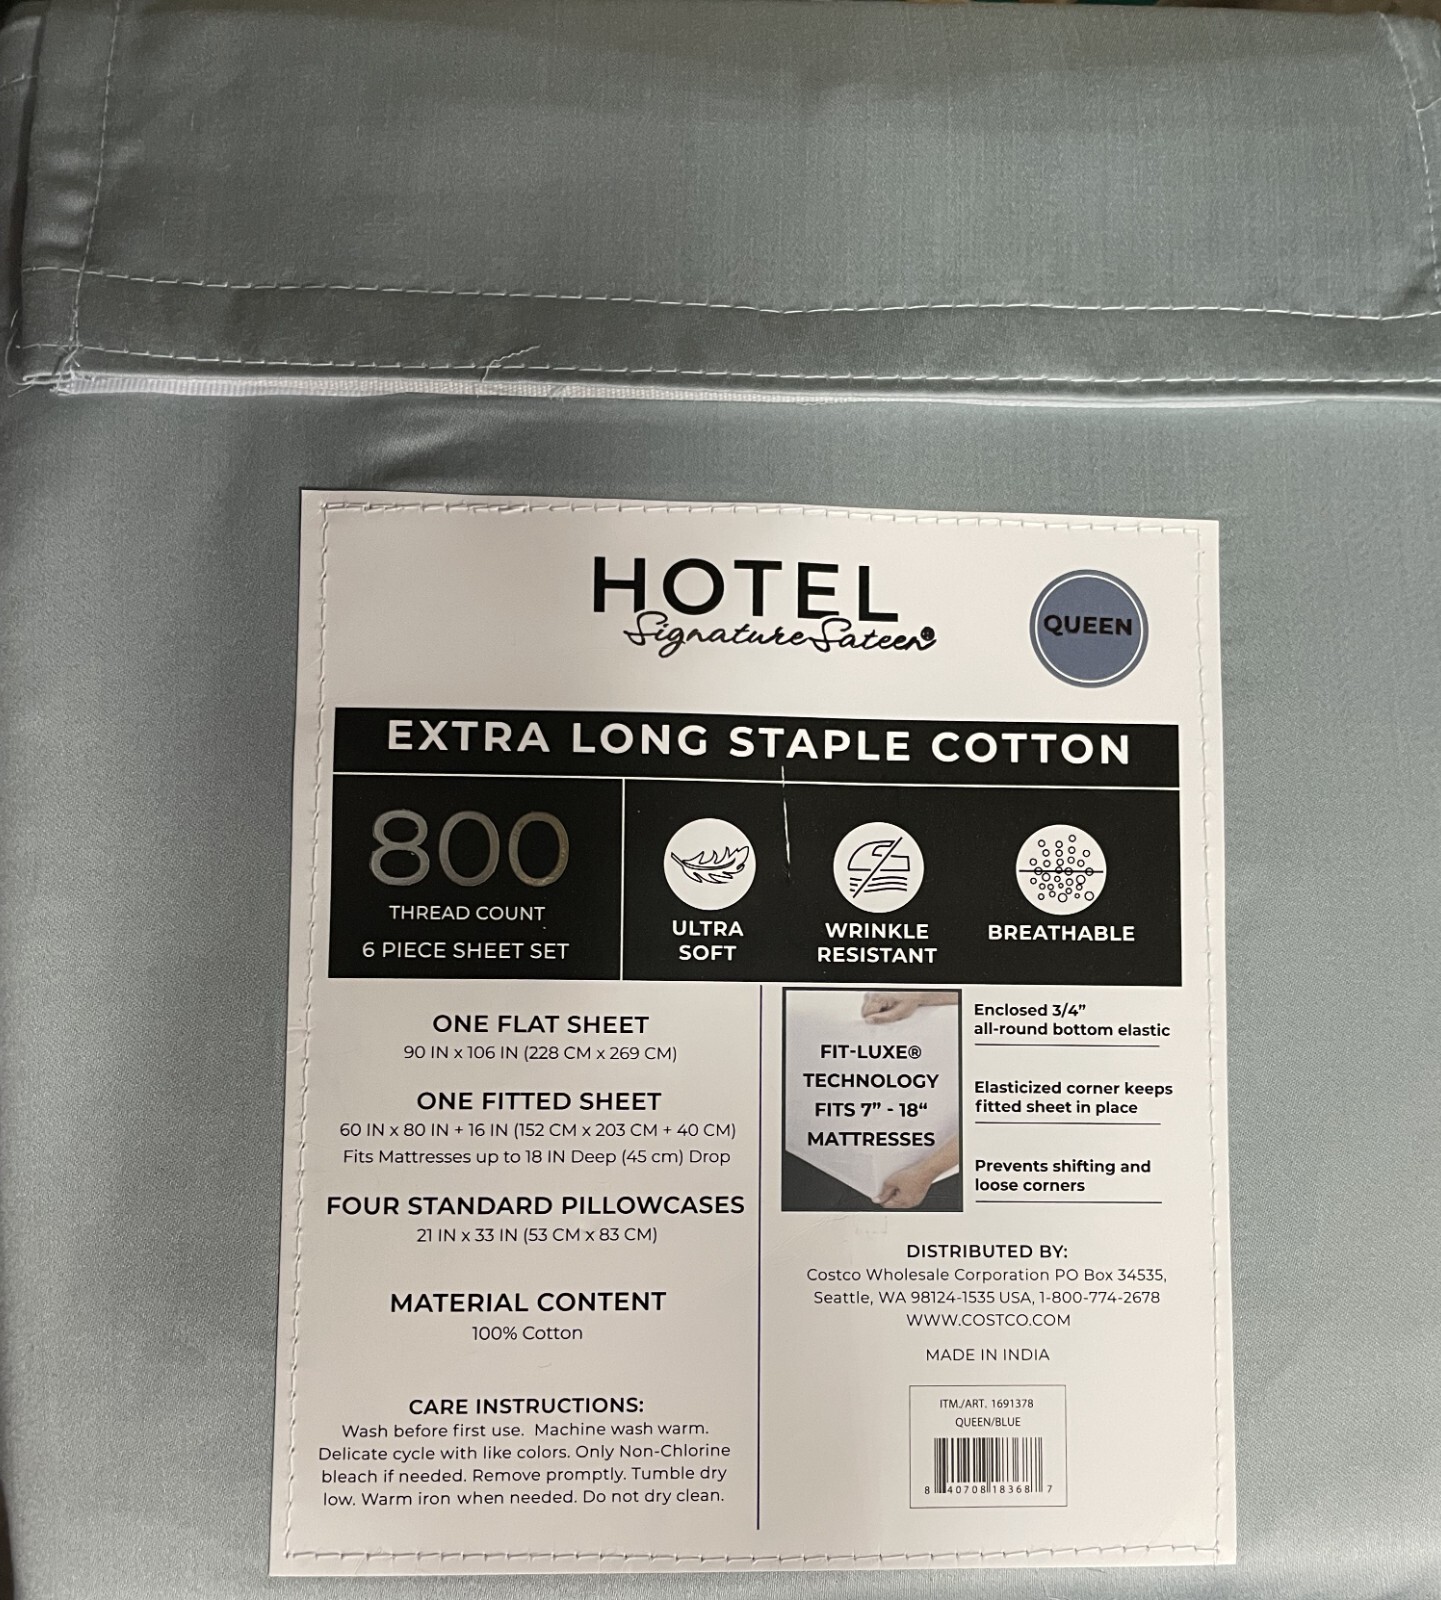 HOTEL
Signature Sateen®
QUEEN
EXTRA LONG STAPLE COTTON
800
THREAD COUNT
6 PIECE SHEET SET
ULTRA
SOFT
WRINKLE
RESISTANT
BREATHABLE
ONE FLAT SHEET
90 IN x 106 IN (228 CM x 269 CM)
ONE FITTED SHEET
60 IN x 80 IN + 16 IN (152 CM x 203 CM + 40 CM)
Fits Mattresses up to 18 IN Deep (45 cm) Drop
FOUR STANDARD PILLOWCASES
21 IN x 33 IN (53 CM x 83 CM)
MATERIAL CONTENT
100% Cotton
CARE INSTRUCTIONS:
Wash before first use. Machine wash warm.
Delicate cycle with like colors. Only Non-Chlorine
bleach if needed. Remove promptly. Tumble dry
low. Warm iron when needed. Do not dry clean.
FIT-LUXE®
TECHNOLOGY
FITS 7” - 18“
MATTRESSES
Enclosed 3/4”
all-round bottom elastic
Elasticized corner keeps
fitted sheet in place
Prevents shifting and
loose corners
DISTRIBUTED BY:
Costco Wholesale Corporation PO Box 34535,
Seattle, WA 98124-1535 USA, 1-800-774-2678
WWW.COSTCO.COM
MADE IN INDIA
ITM./ART. 1691378
QUEEN/BLUE
8 40708 18368 7